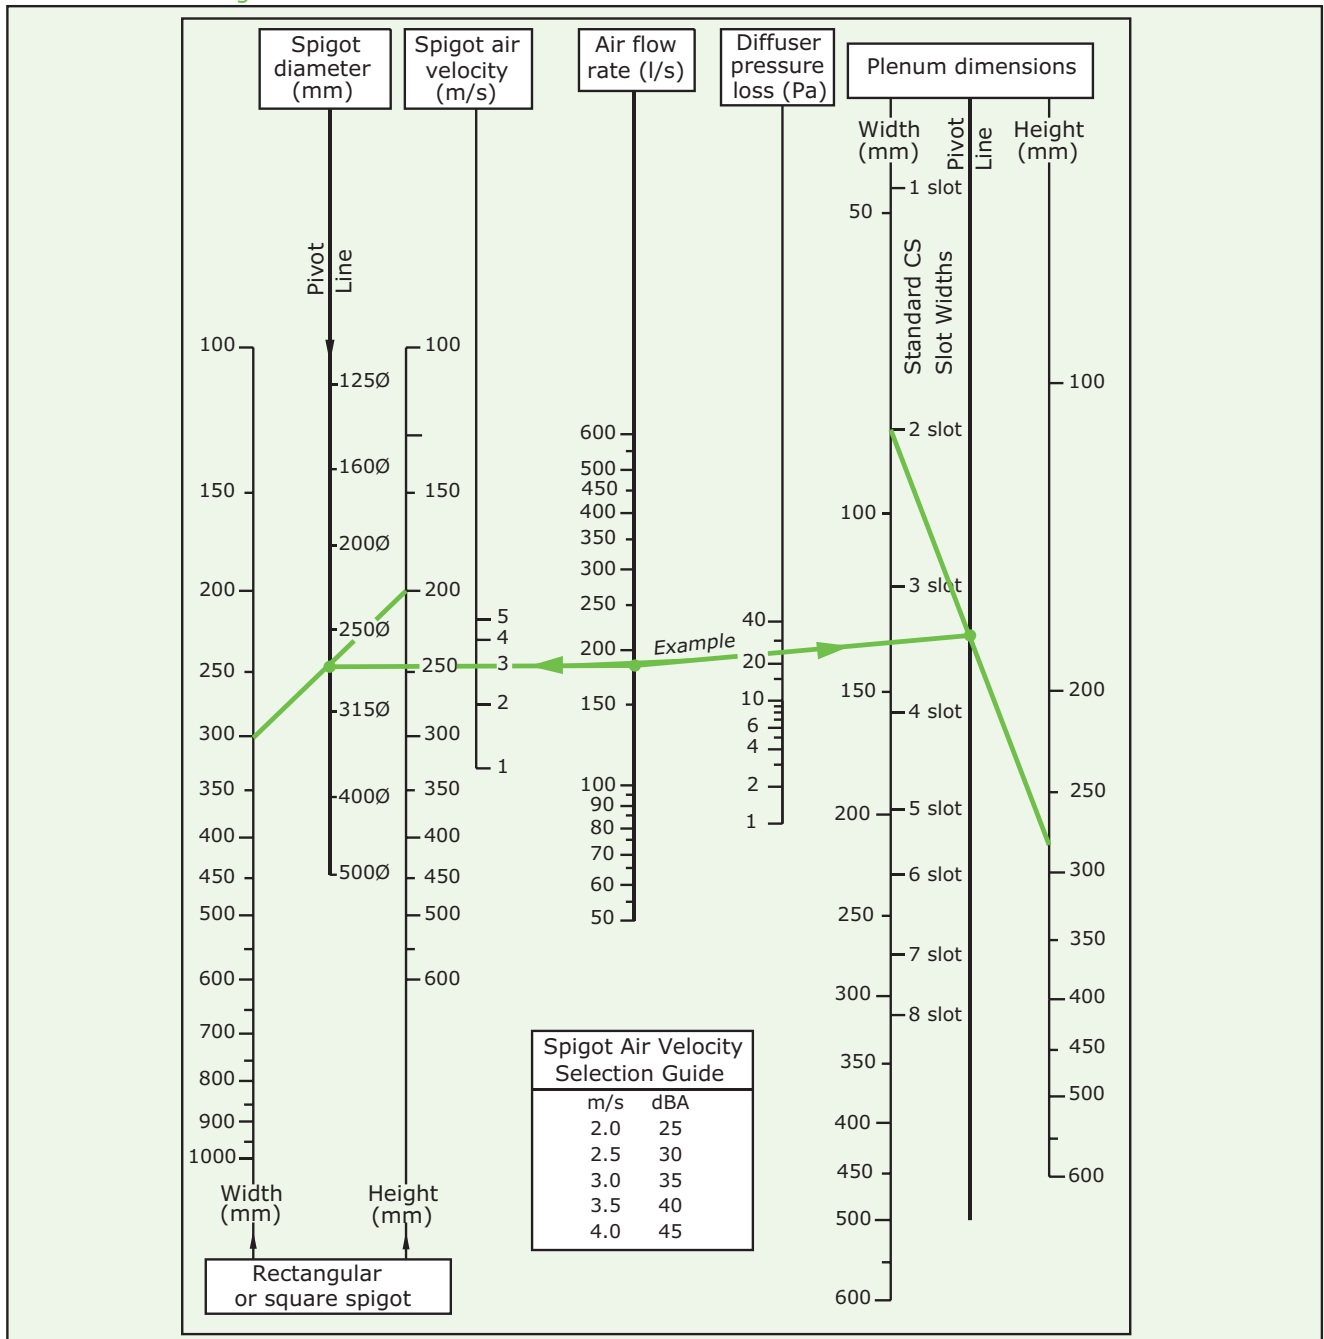 Spigot
diameter
(mm)
Spigot air
velocity
(m/s)
Air flow
rate (l/s)
Diffuser
pressure
loss (Pa)
Plenum dimensions
Width
(mm)
Pivot
Line
Height
(mm)
Pivot
Line
100
150
200
250
300
350
400
450
500
600
700
800
900
1000
Width
(mm)
125Ø
160Ø
200Ø
250Ø
315Ø
400Ø
500Ø
100
150
200
250
300
350
400
450
500
600
Height
(mm)
Rectangular
or square spigot
5
4
3
2
1
600
500
450
400
350
300
250
200
150
100
90
80
70
60
50
Example
40
20
10
6
4
2
1
50
100
150
200
250
300
350
400
450
500
600
1 slot
2 slot
3 slot
4 slot
5 slot
6 slot
7 slot
8 slot
Standard CS
Slot Widths
100
200
250
300
350
400
450
500
600
Spigot Air Velocity
Selection Guide
m/s dBA
2.0 25
2.5 30
3.0 35
3.5 40
4.0 45